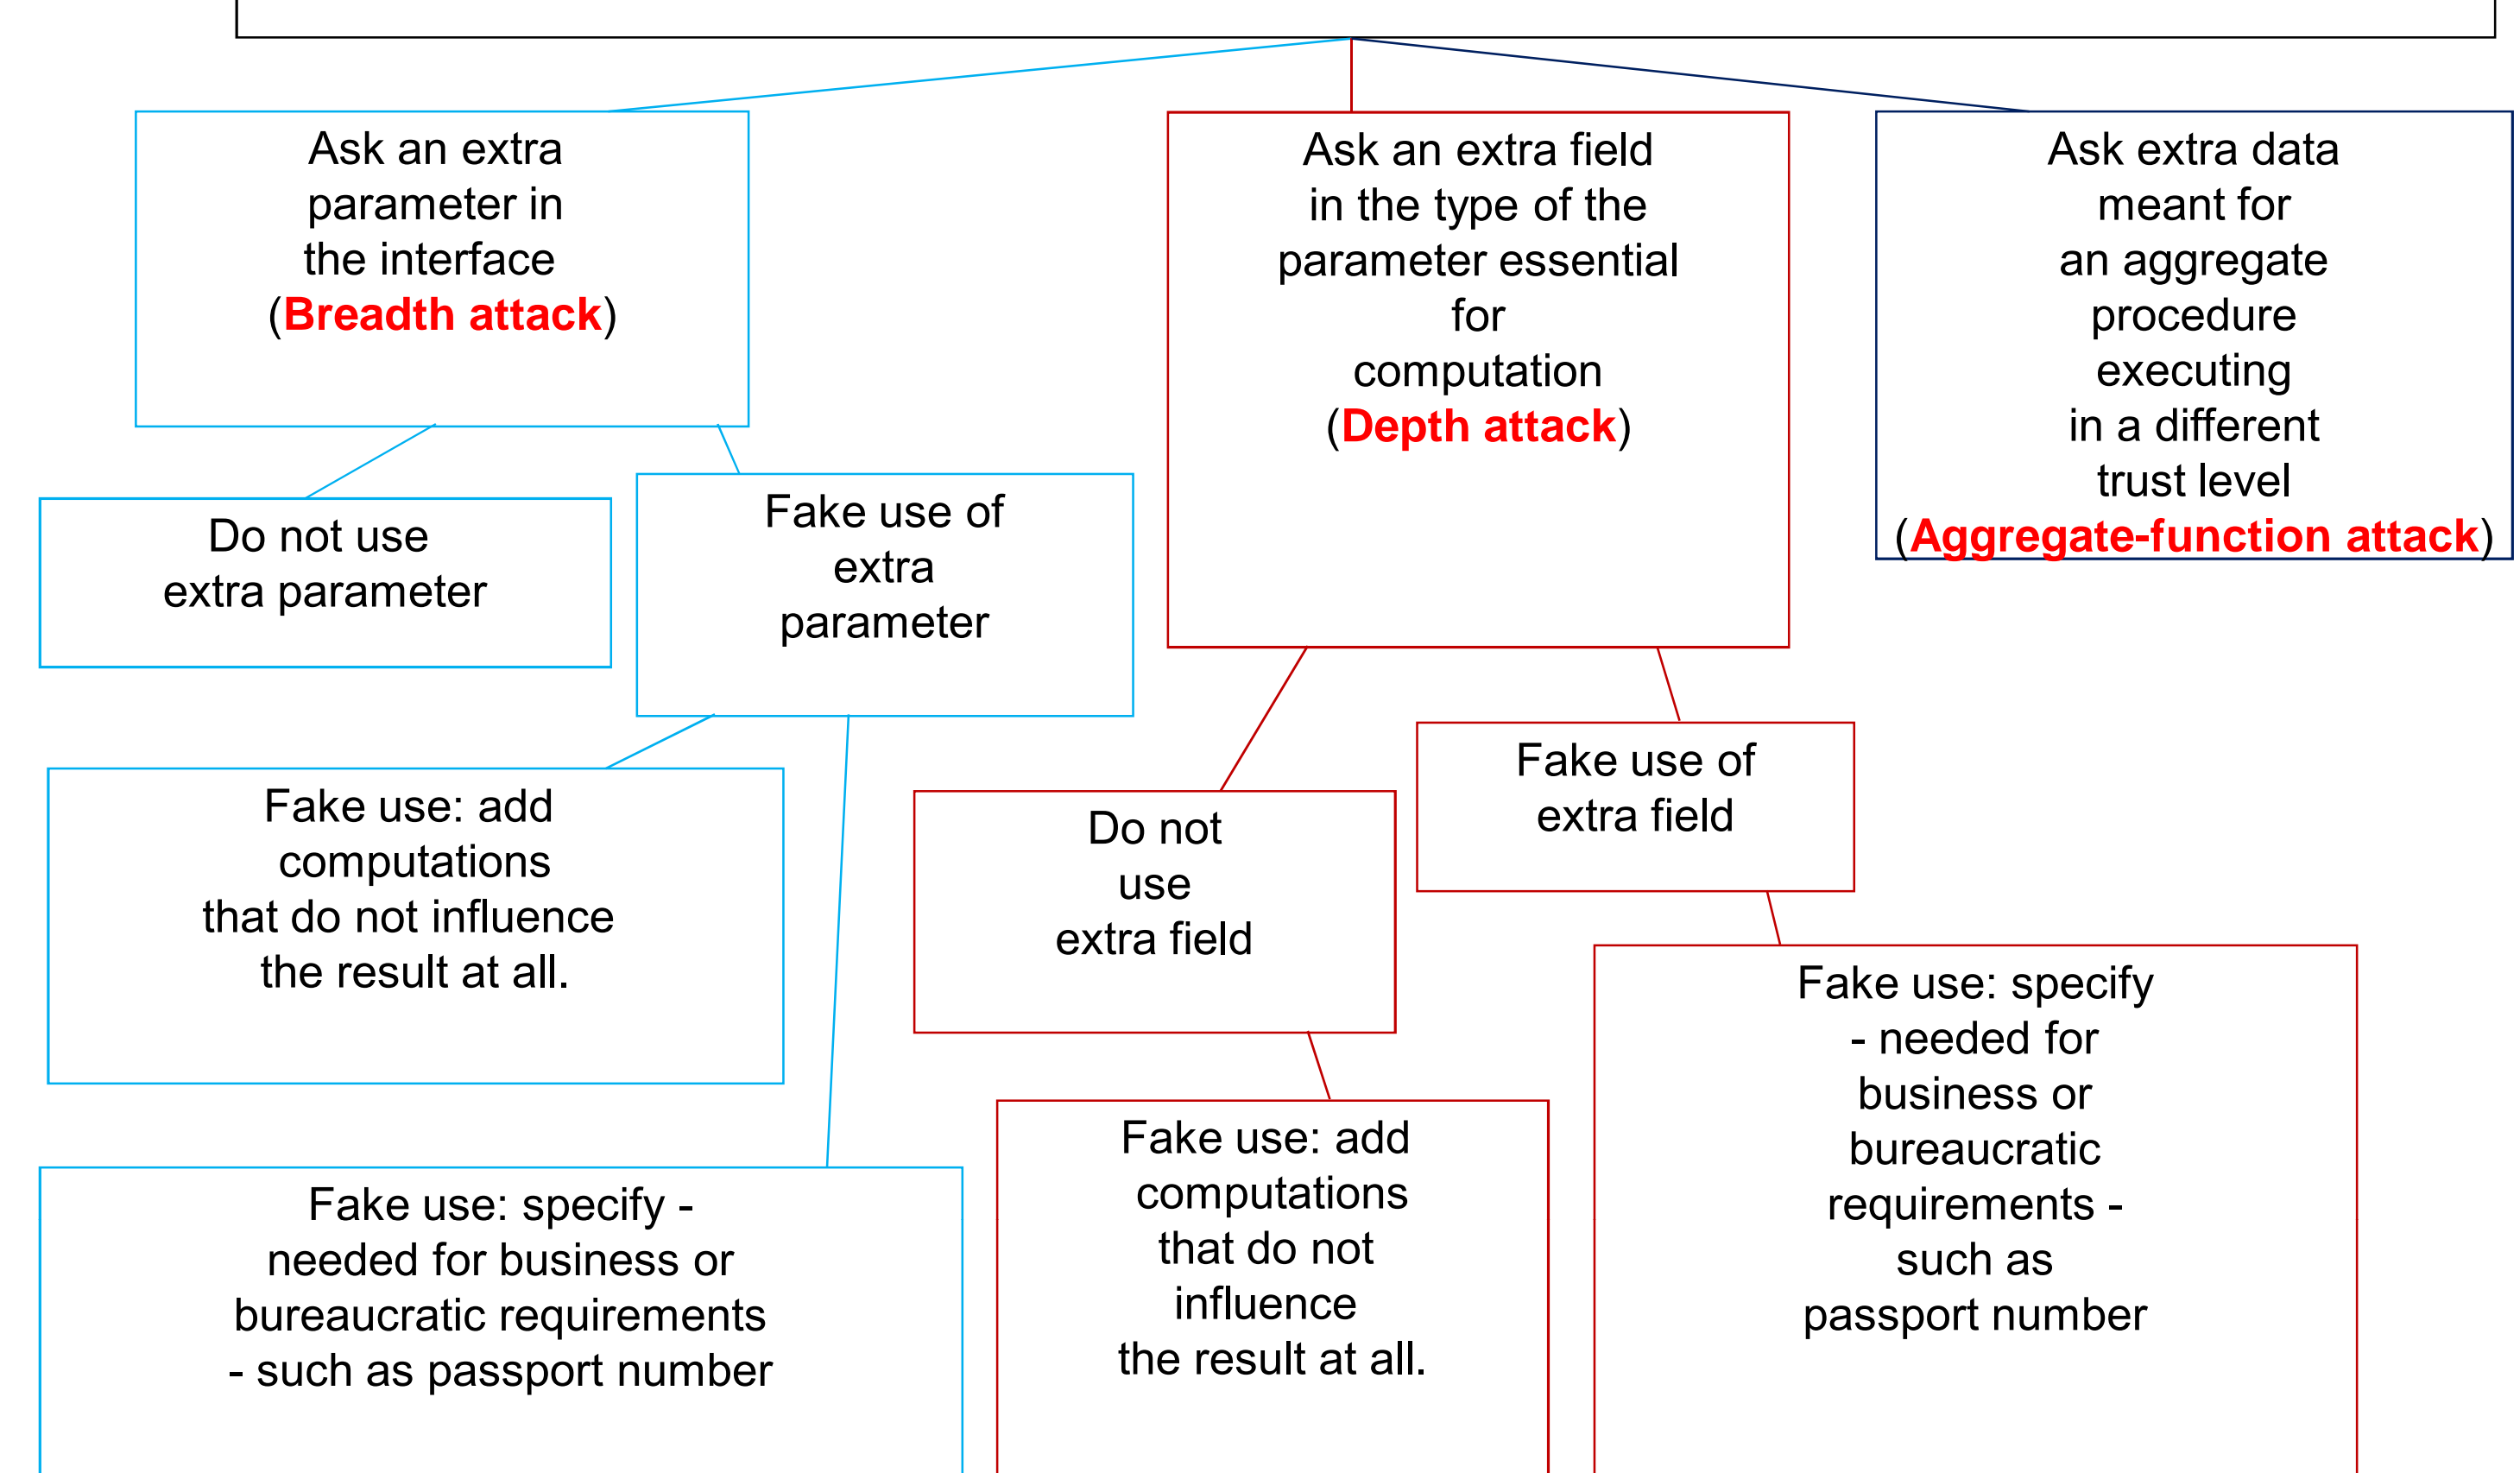 Ask an extra
parameter in
the interface
(Breadth attack)
Ask an extra field
in the type of the
parameter essential
for
computation
(Depth attack)
Ask extra data
meant for
an aggregate
procedure
executing
in a different
trust level
(Aggregate-function attack)
Do not use
extra parameter
Fake use of
extra
parameter
Fake use: add
computations
that do not influence
the result at all.
Fake use: specify -
needed for business or
bureaucratic requirements
- such as passport number
Do not
use
extra field
Fake use of
extra field
Fake use: add
computations
that do not
influence
the result at all.
Fake use: specify
- needed for
business or
bureaucratic
requirements -
such as
passport number